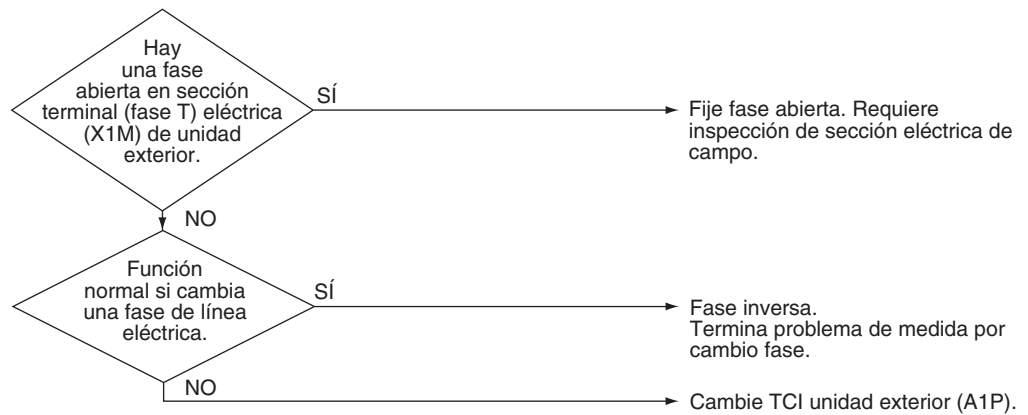 Hay
una fase
abierta en sección
terminal (fase T) eléctrica
(X1M) de unidad
exterior.
SÍ
Fije fase abierta. Requiere
inspección de sección eléctrica de
campo.
NO
Función
normal si cambia
una fase de línea
eléctrica.
SÍ
Fase inversa.
Termina problema de medida por
cambio fase.
NO
Cambie TCI unidad exterior (A1P).